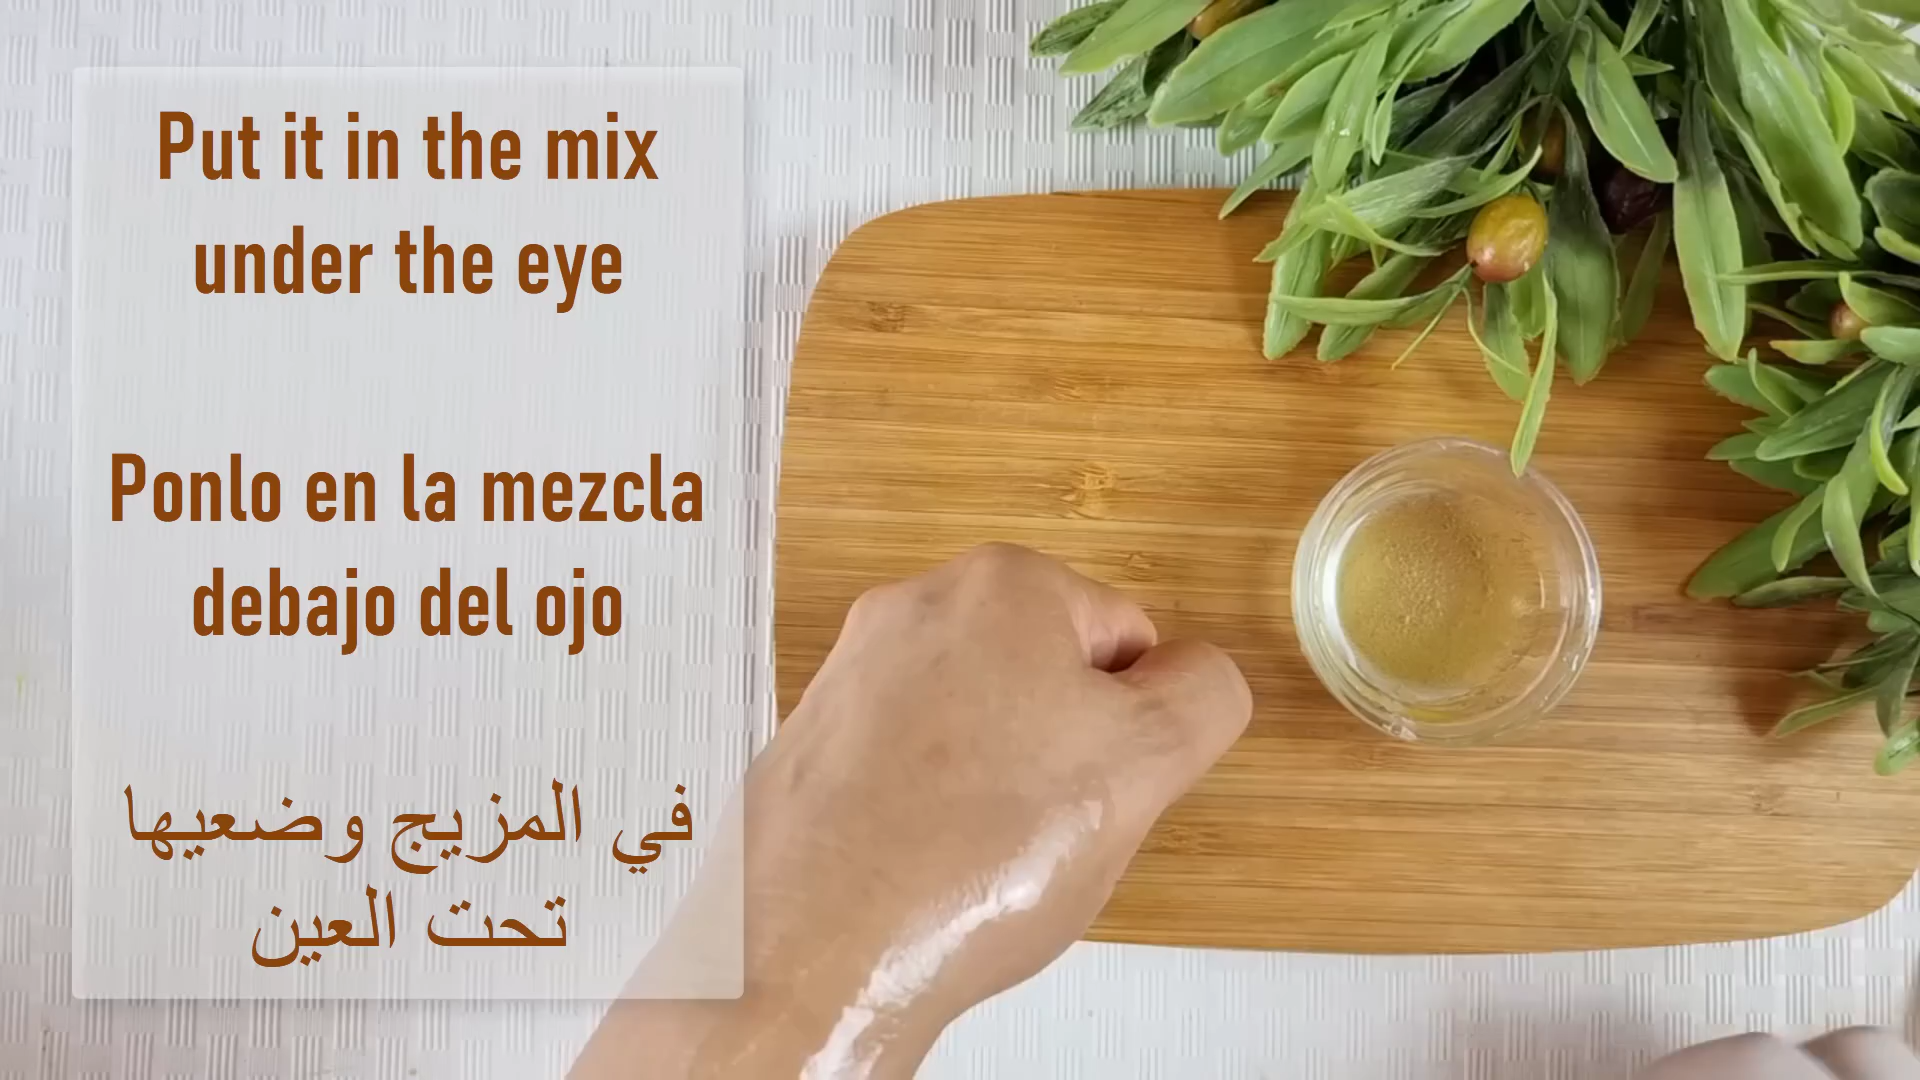 Put it in the mix
under the eye
Ponlo en la mezcla
debajo del ojo
في المزيج وضعيها
تحت العين